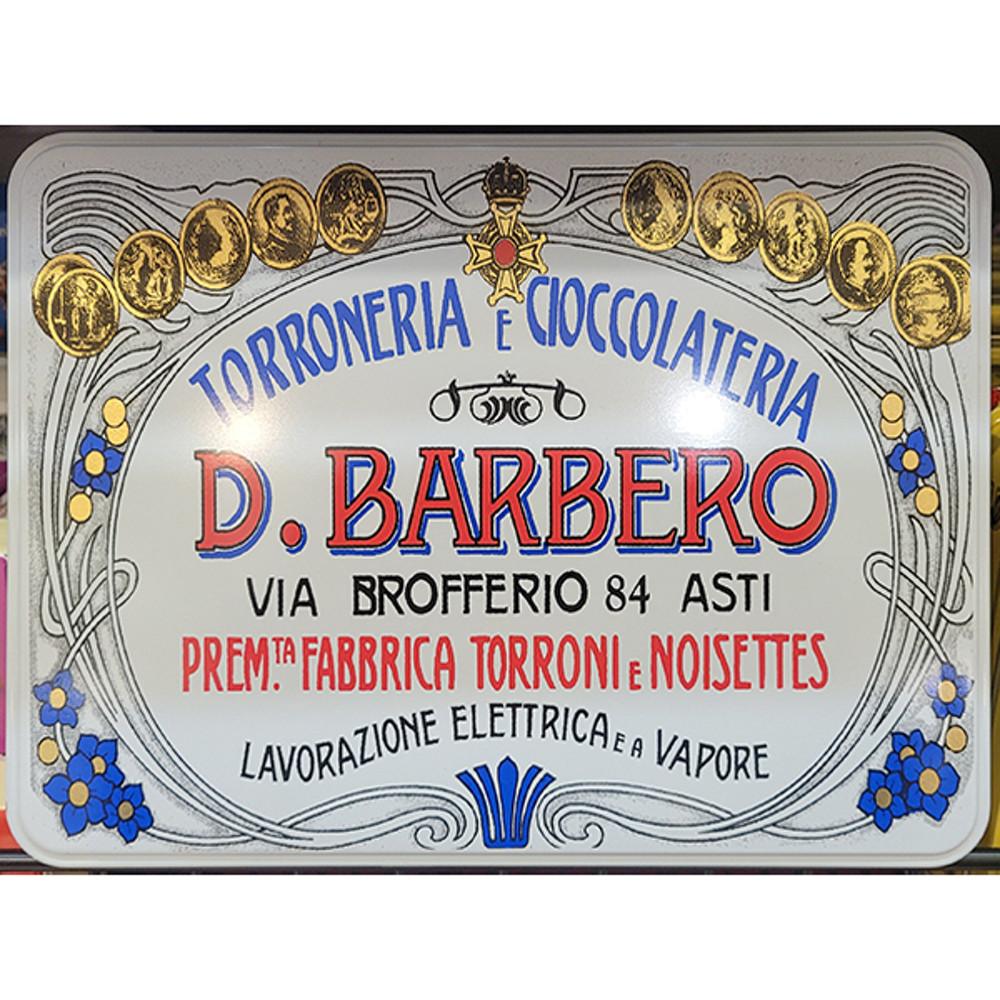 TORRONERIA E CIOCCOLATERIA
D. BARBERO
VIA BROFFERIO 84 ASTI
PREM.TA FABBRICA TORRONI E NOISETTES
LAVORAZIONE ELETTRICA E A VAPORE